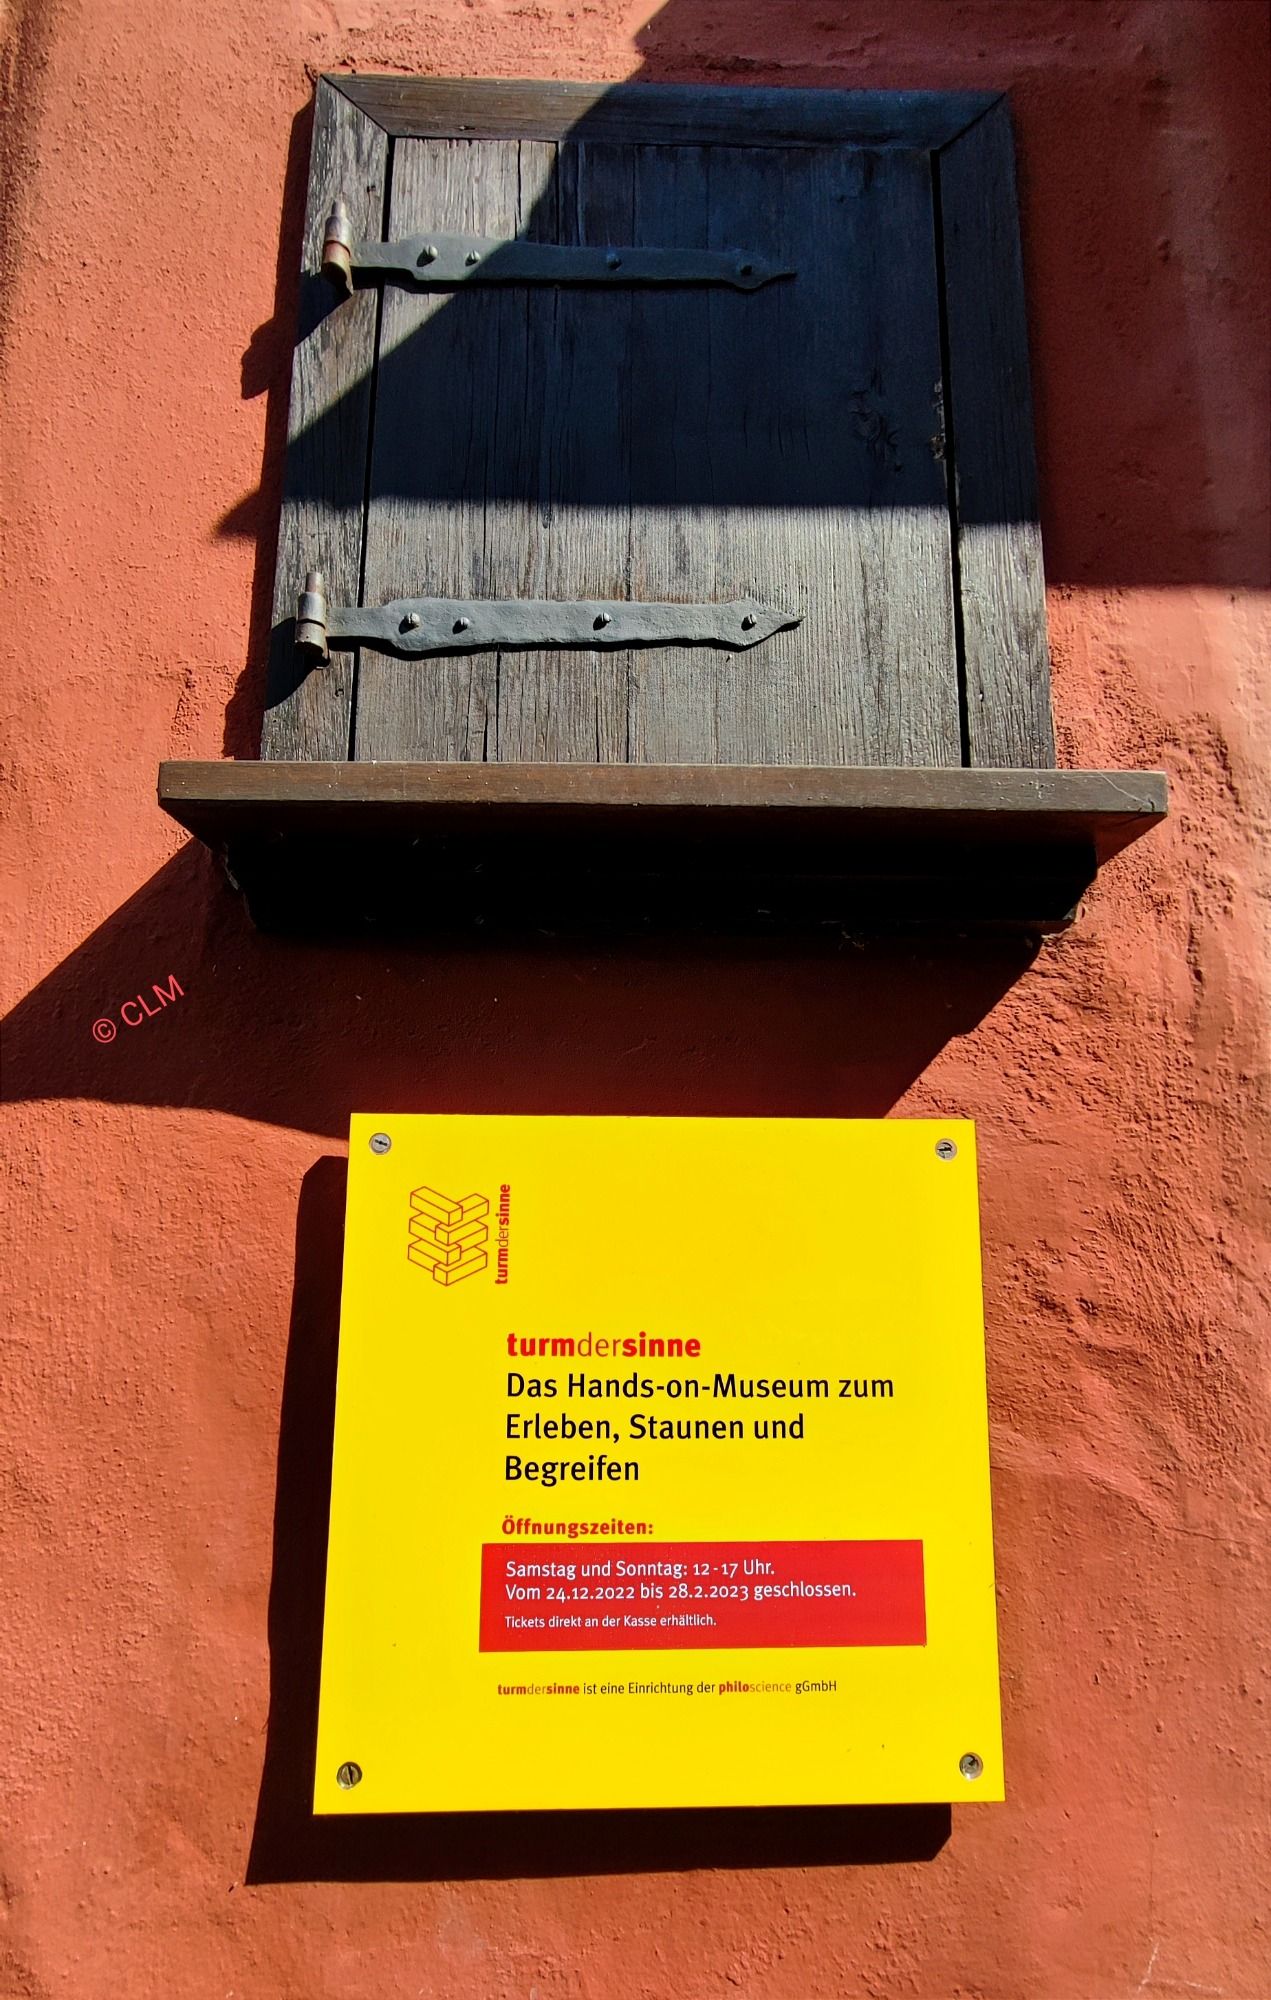 © CLM
turmdersinne
turmdersinne
Das Hands-on-Museum zum
Erleben, Staunen und
Begreifen
Öffnungszeiten:
Samstag und Sonntag: 12 - 17 Uhr.
Vom 24.12.2022 bis 28.2.2023 geschlossen.
Tickets direkt an der Kasse erhältlich.
turmdersinne ist eine Einrichtung der philoscience gGmbH